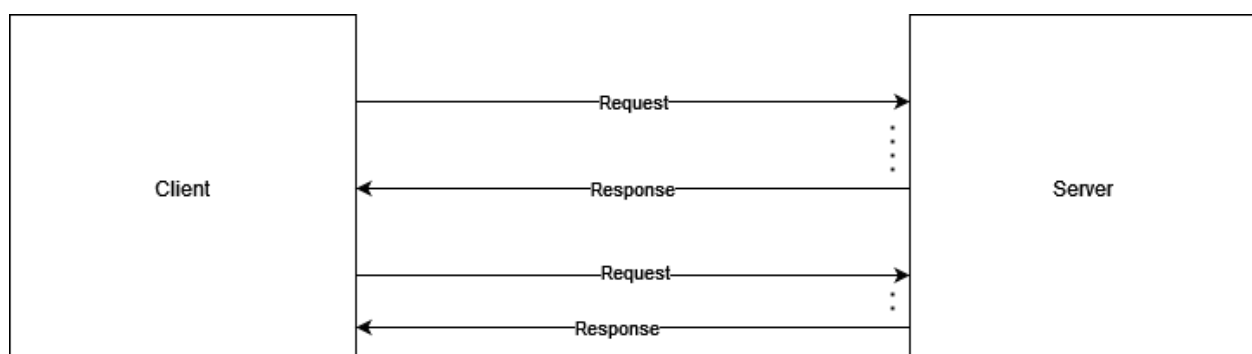 Request
Client
Response
Server
Request
Response